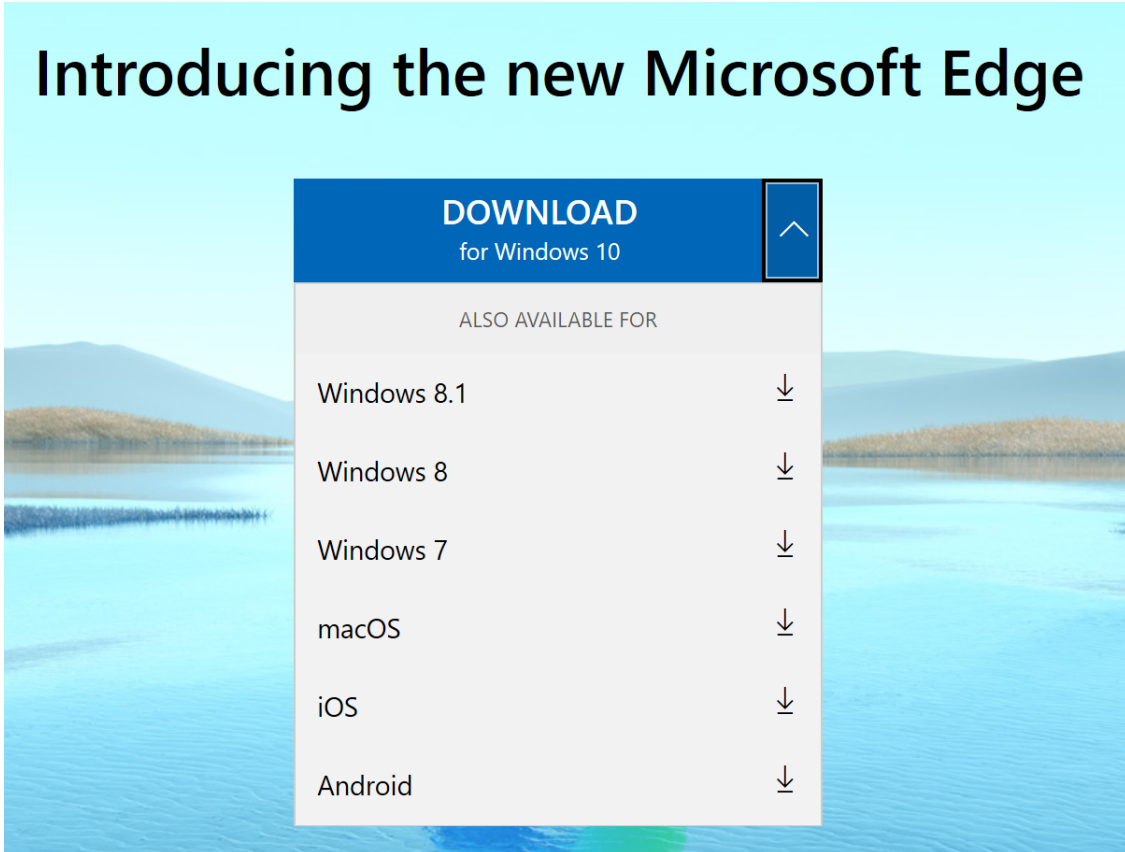 Introducing the new Microsoft Edge
DOWNLOAD
for Windows 10
ALSO AVAILABLE FOR
Windows 8.1
Windows 8
Windows 7
macOS
iOS
Android